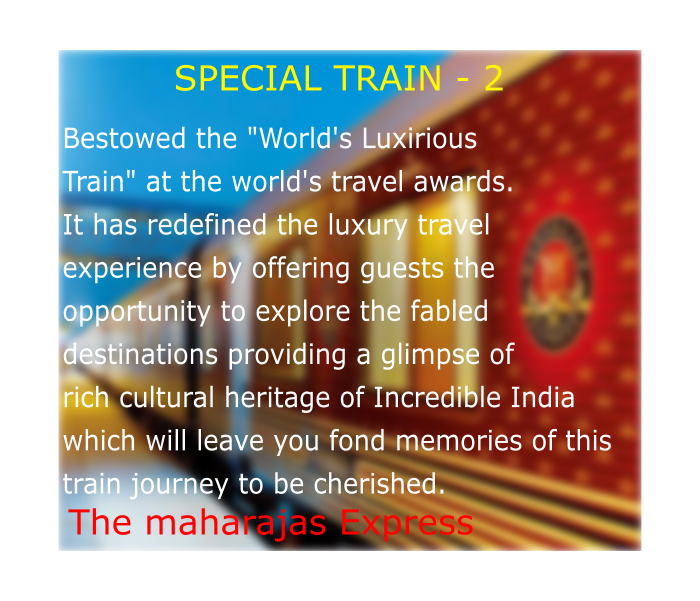 SPECIAL TRAIN - 2
Bestowed the "World's Luxirious
Train" at the world's travel awards.
It has redefined the luxury travel
experience by offering guests the
opportunity to explore the fabled
destinations providing a glimpse of
rich cultural heritage of Incredible India
which will leave you fond memories of this
train journey to be cherished.
The maharajas Express